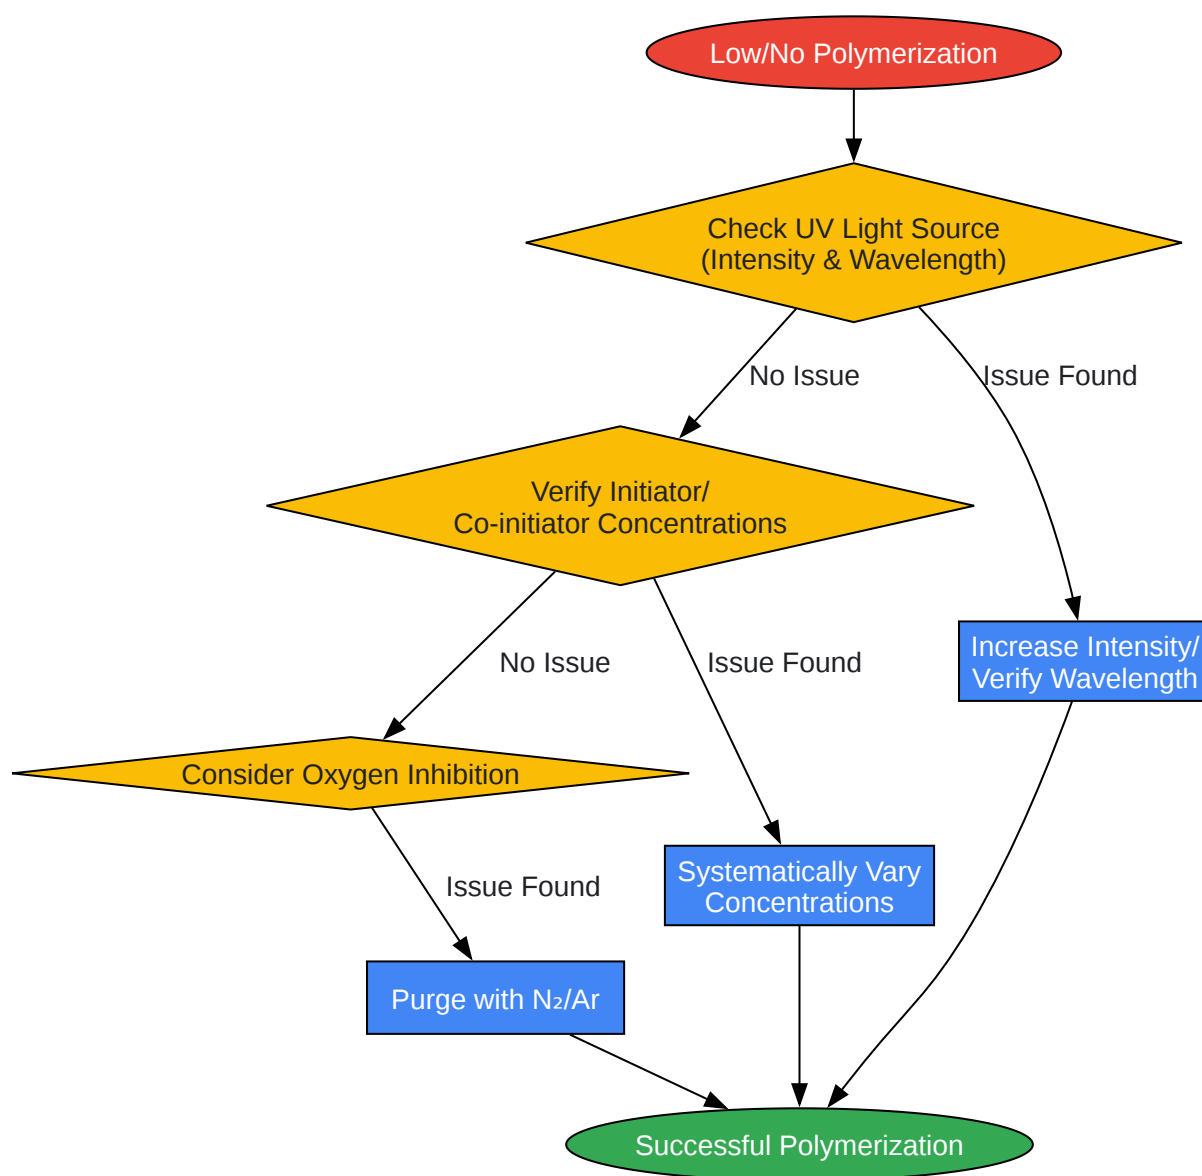 Low/No Polymerization
Check UV Light Source
(Intensity & Wavelength)
No Issue
Issue Found
Verify Initiator/
Co-initiator Concentrations
No Issue
Issue Found
Increase Intensity/
Verify Wavelength
Consider Oxygen Inhibition
Issue Found
Systematically Vary
Concentrations
Purge with N₂/Ar
Successful Polymerization